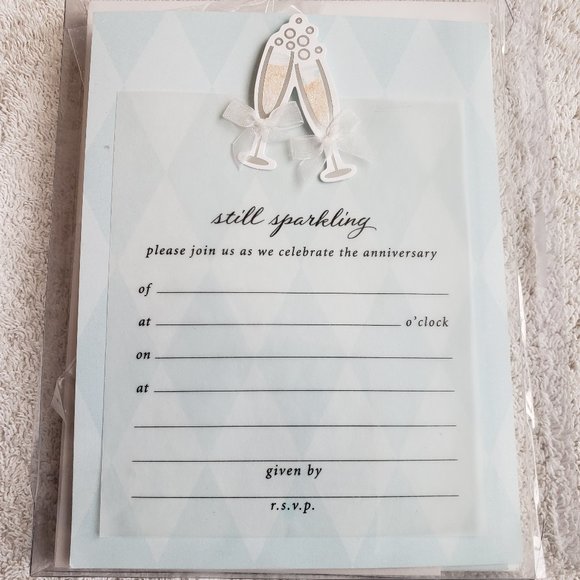 still sparkling
please join us as we celebrate the anniversary
of
at o'clock
on
at
given by
r.s.v.p.